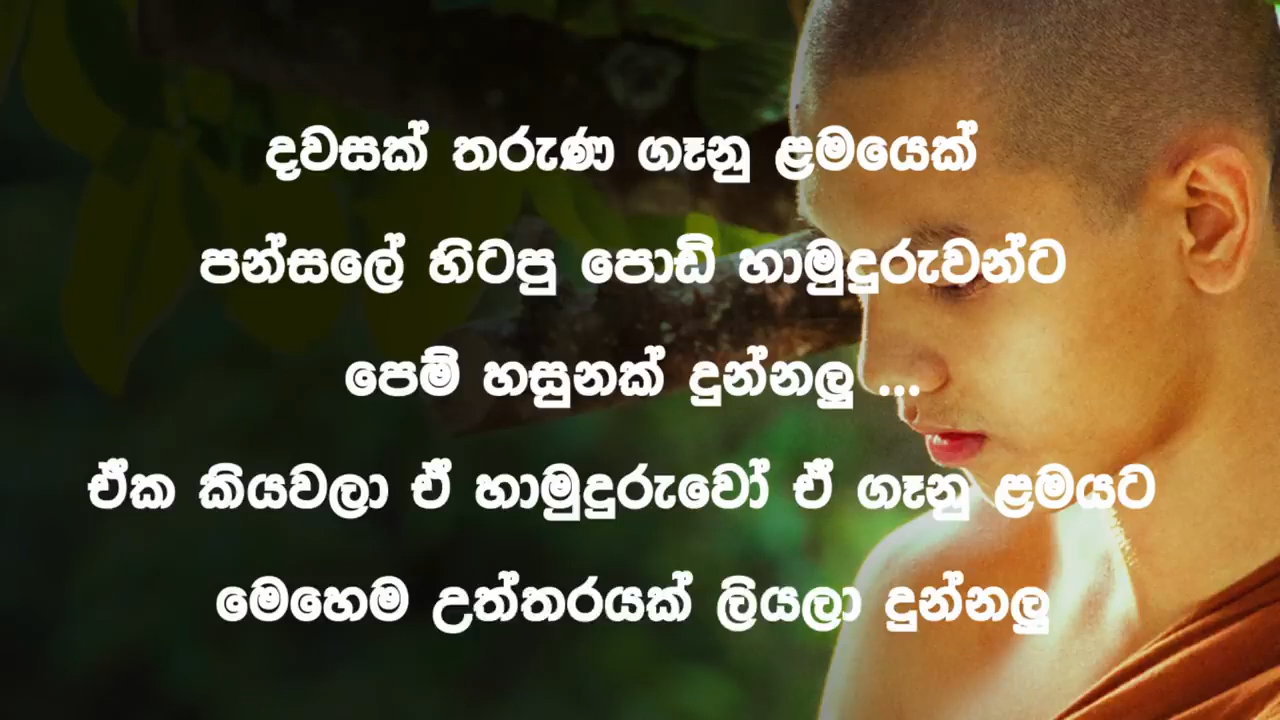 දවසක් තරුණ ගෑනු ළමයෙක්
පන්සලේ හිටපු පොඩි හාමුදුරුවන්ට
පෙම් හසුනක් දුන්නලු ...
ඒක කියවලා ඒ හාමුදුරුවෝ ඒ ගෑනු ළමයට
මෙහෙම උත්තරයක් ලියලා දුන්නලු